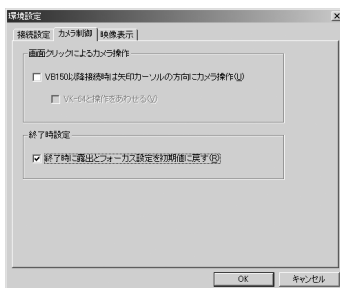 環境設定
接続設定 カメラ制御 映像表示
画面クリックによるカメラ操作
VB150以降接続時は矢印カーソルの方向にカメラ操作(U)
VK-64と操作をあわせる(V)
終了時設定
終了時に露出とフォーカス設定を初期値に戻す(R)
OK キャンセル